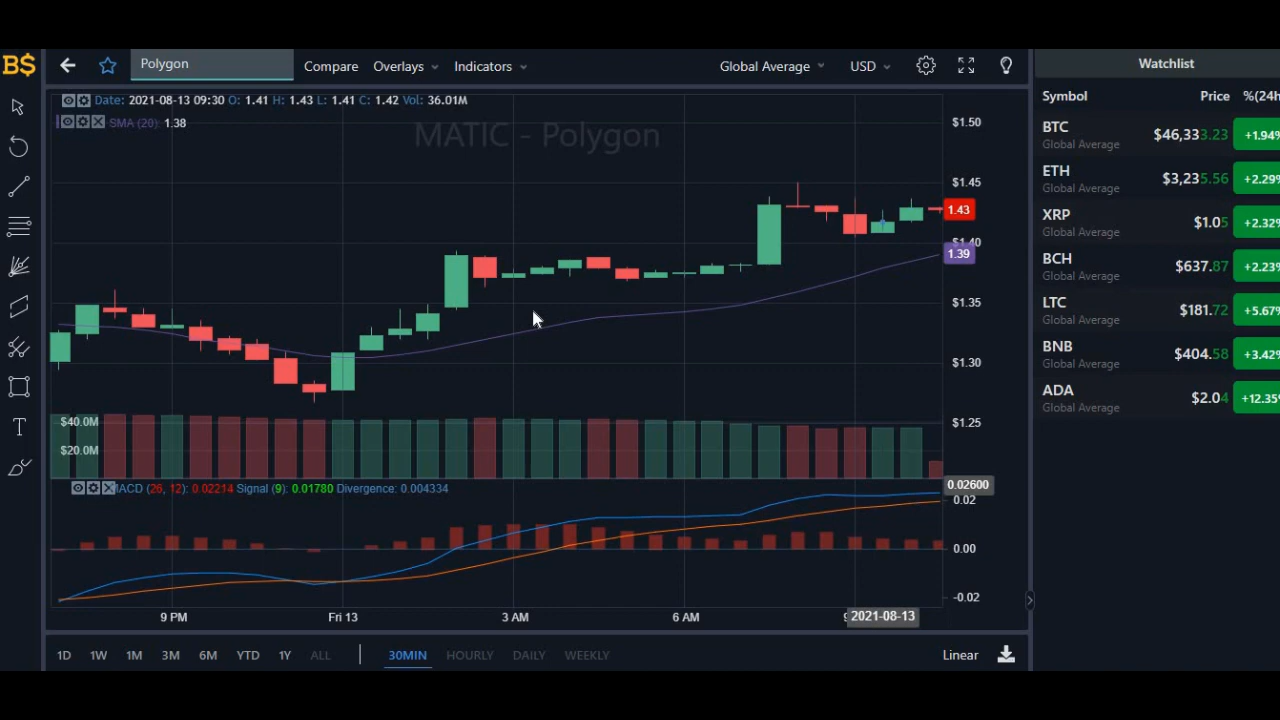 B$
Polygon
Compare
Overlays
Indicators
Global Average
USD
Date: 2021-08-13 09:30 O: 1.41 H: 1.43 L: 1.41 C: 1.42 Vol: 36.01M
SMA (20) 1.38
MATIC - Polygon
$1.50
$1.45
1.43
$1.40
1.39
$1.35
$1.30
$1.25
$40.0M
$20.0M
MACD (26, 12): 0.02214 Signal (9): 0.01780 Divergence: 0.004334
0.02600
0.02
0.00
-0.02
9 PM
Fri 13
3 AM
6 AM
2021-08-13
1D 1W 1M 3M 6M YTD 1Y ALL
30MIN HOURLY DAILY WEEKLY
Linear
Watchlist
Symbol Price %(24h
BTC $46,333.23 +1.94%
Global Average
ETH $3,235.56 +2.29%
Global Average
XRP $1.05 +2.32%
Global Average
BCH $637.87 +2.23%
Global Average
LTC $181.72 +5.67%
Global Average
BNB $404.58 +3.42%
Global Average
ADA $2.04 +12.35%
Global Average
T